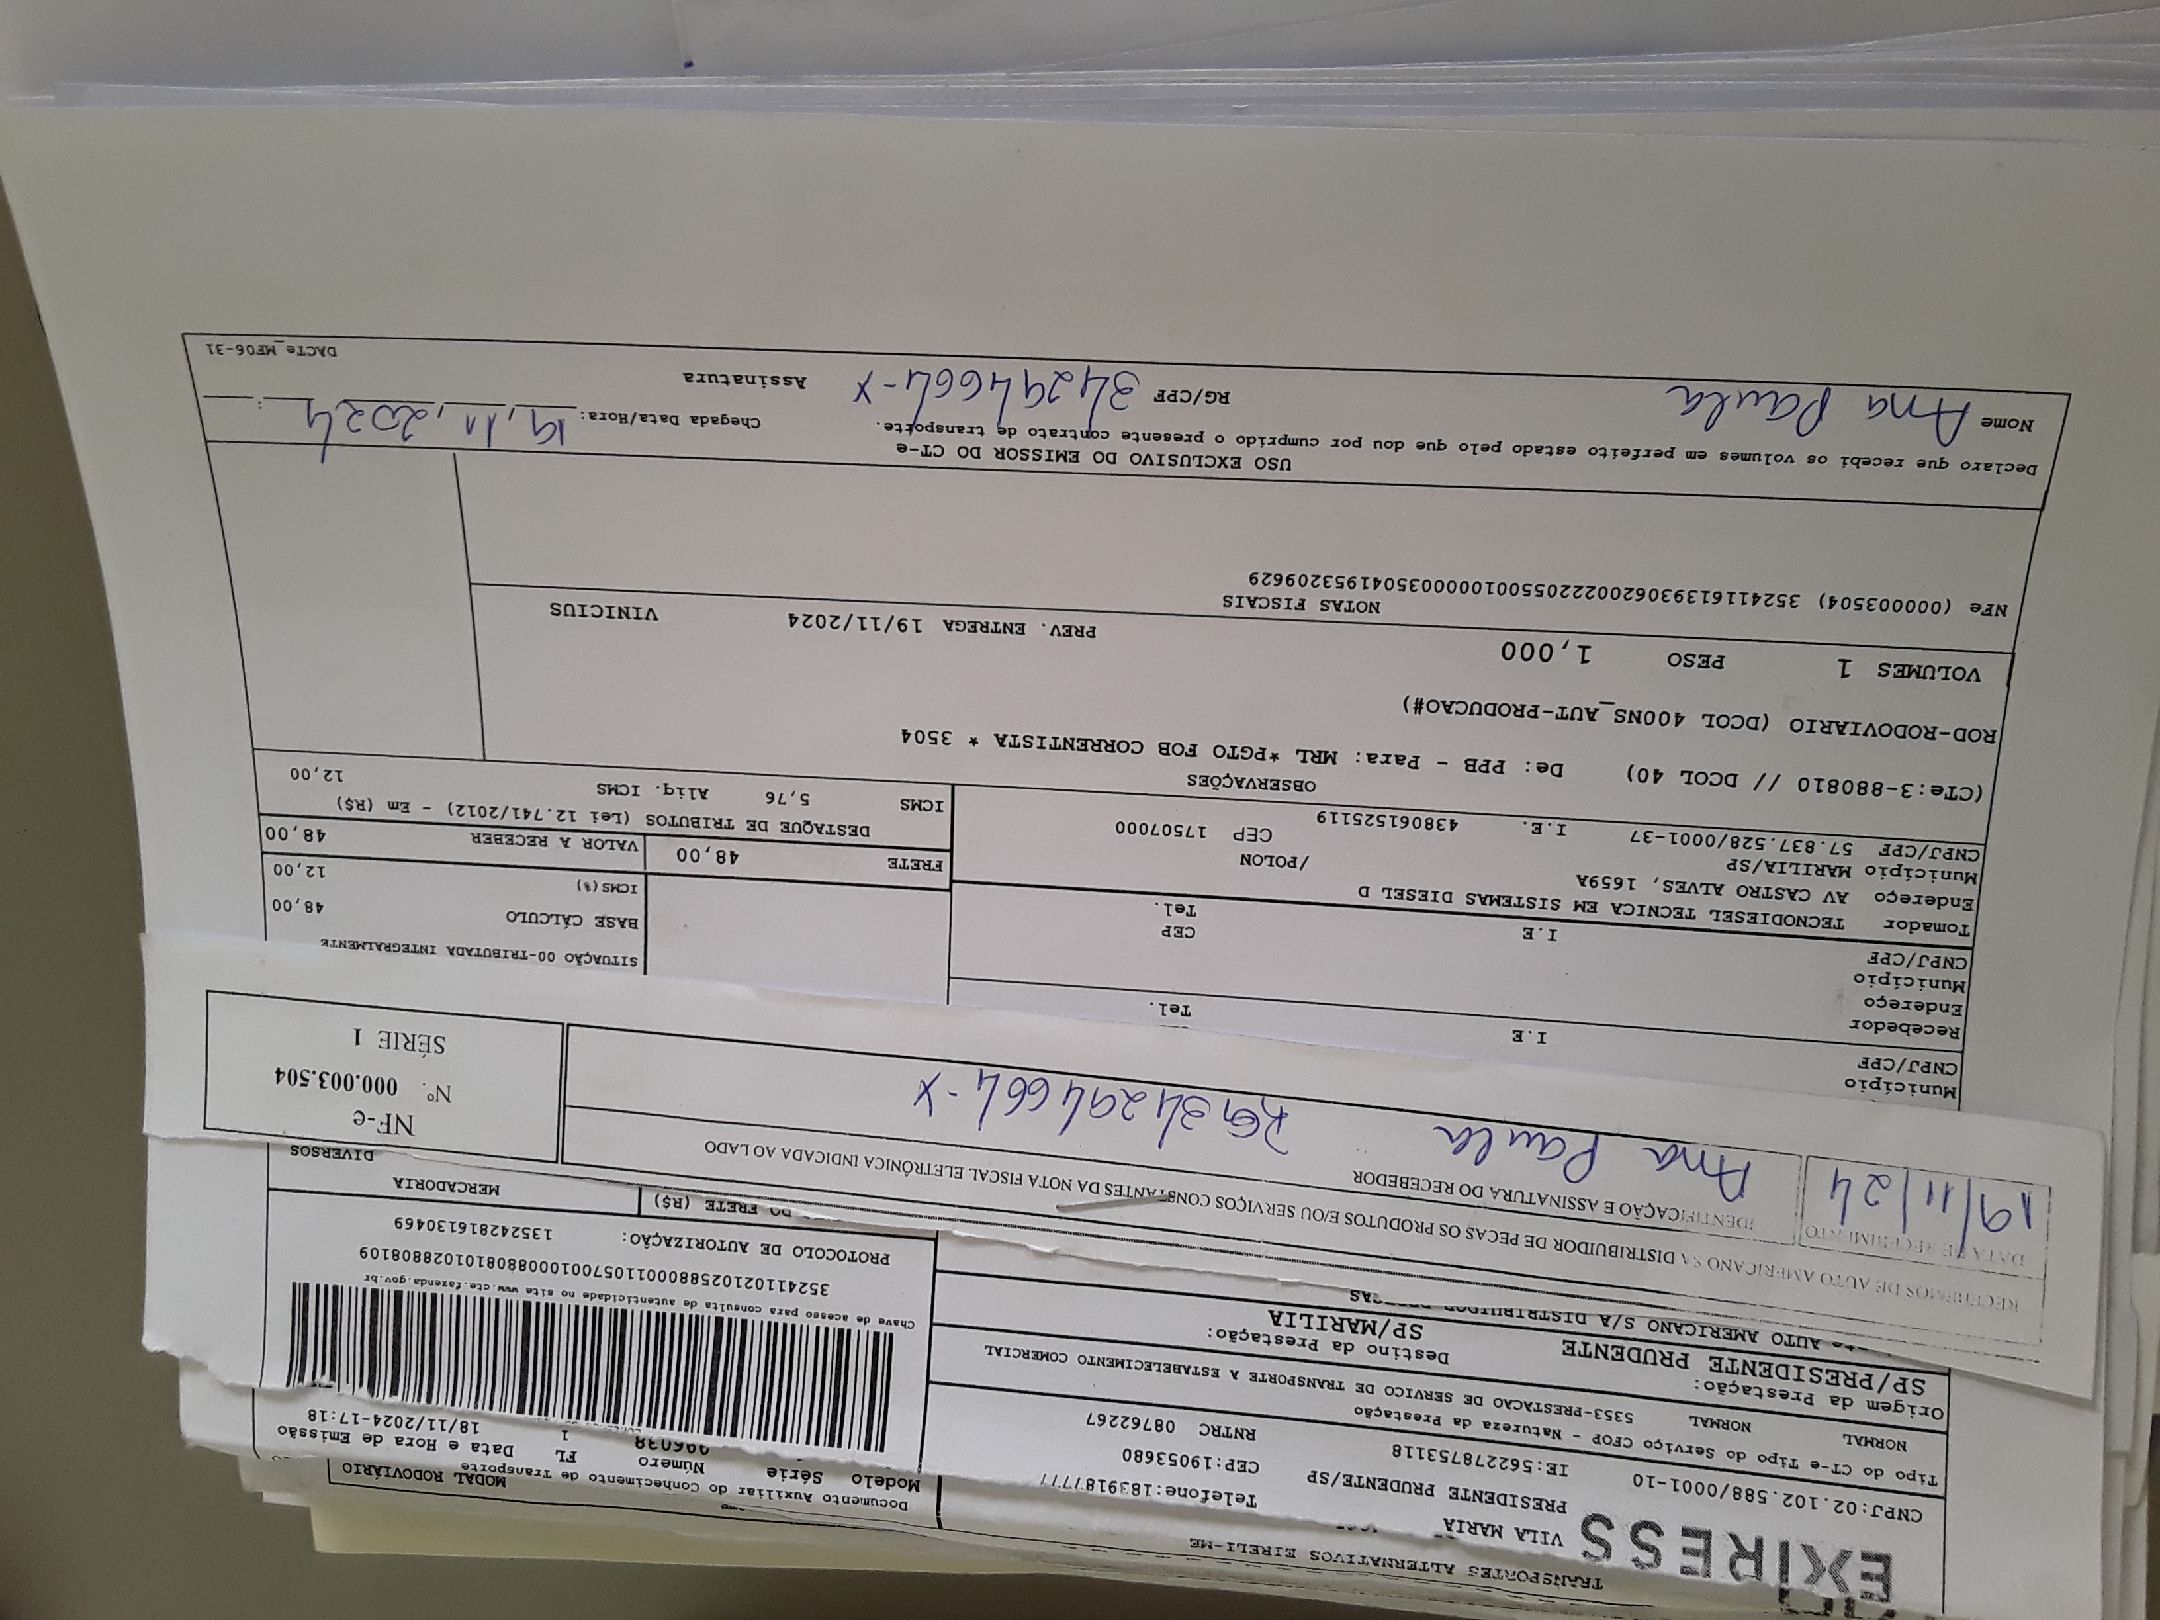 TRANSPORTES ALTERNATIVOS EIRELI-ME
EXPRESS
VILA MARIA
Telefone:1839187777
PRESIDENTE PRUDENTE/SP CEP:19053680
CNPJ:02.102.588/0001-10 IE:562278753118 RNTRC 08762267
Documento Auxiliar do Conhecimento de Transporte
MODAL RODOVIÁRIO
Modelo Série Número FL Data e Hora de Emissão
1 18/11/2024-17:18
Tipo do CT-e Tipo do Serviço CFOP - Natureza da Prestação
NORMAL NORMAL 5353-PRESTACAO DE SERVICO DE TRANSPORTE A ESTABELECIMENTO COMERCIAL
Origem da Prestação: Destino da Prestação:
SP/PRESIDENTE PRUDENTE SP/MARILIA
AUTO AMERICANO S/A DISTRIBUIDOR
Chave de acesso para consulta de autenticidade no site www.cte.fazenda.gov.br
35241102102588000110570010008808101028808109
PROTOCOLO DE AUTORIZAÇÃO: 135242816130469
DO FRETE (R$) MERCADORIA
DIVERSOS
RECEBEMOS DE AUTO AMERICANO SA DISTRIBUIDOR DE PECAS OS PRODUTOS E/OU SERVIÇOS CONSTANTES DA NOTA FISCAL ELETRÔNICA INDICADA AO LADO
DATA DE RECEBIMENTO IDENTIFICAÇÃO E ASSINATURA DO RECEBEDOR
19/11/24 Ana Paula RG34294664-X
NF-e
Nº. 000.003.504
SÉRIE 1
Município
CNPJ/CPF I.E
Recebedor
Endereço Tel.
Município CEP
CNPJ/CPF I.E Tel.
Tomador TECNODIESEL TECNICA EM SISTEMAS DIESEL D
Endereço AV CASTRO ALVES, 1659A /POLON
Município MARILIA/SP CEP 17507000
CNPJ/CPF 57.837.528/0001-37 I.E. 438061525119
SITUAÇÃO 00-TRIBUTADA INTEGRALMENTE
BASE CÁLCULO 48,00
ICMS(%) 12,00
FRETE 48,00 VALOR A RECEBER 48,00
DESTAQUE DE TRIBUTOS (Lei 12.741/2012) - Em (R$)
ICMS 5,76 Aliq. ICMS 12,00
OBSERVAÇÕES
(CTe:3-880810 // DCOL 40) De: PPB - Para: MRL *PGTO FOB CORRENTISTA * 3504
ROD-RODOVIARIO (DCOL 400NS_AUT-PRODUCAO#)
VOLUMES 1 PESO 1,000 PREV. ENTREGA 19/11/2024 VINICIUS
NOTAS FISCAIS
NFe (000003504) 35241161393062002220550010000035041953209629
USO EXCLUSIVO DO EMISSOR DO CT-e
Declaro que recebi os volumes em perfeito estado pelo que dou por cumprido o presente contrato de transporte.
Chegada Data/Hora: 19,11,2024 :
Nome Ana Paula RG/CPF 34294664-X Assinatura
DACTe_MF06-31